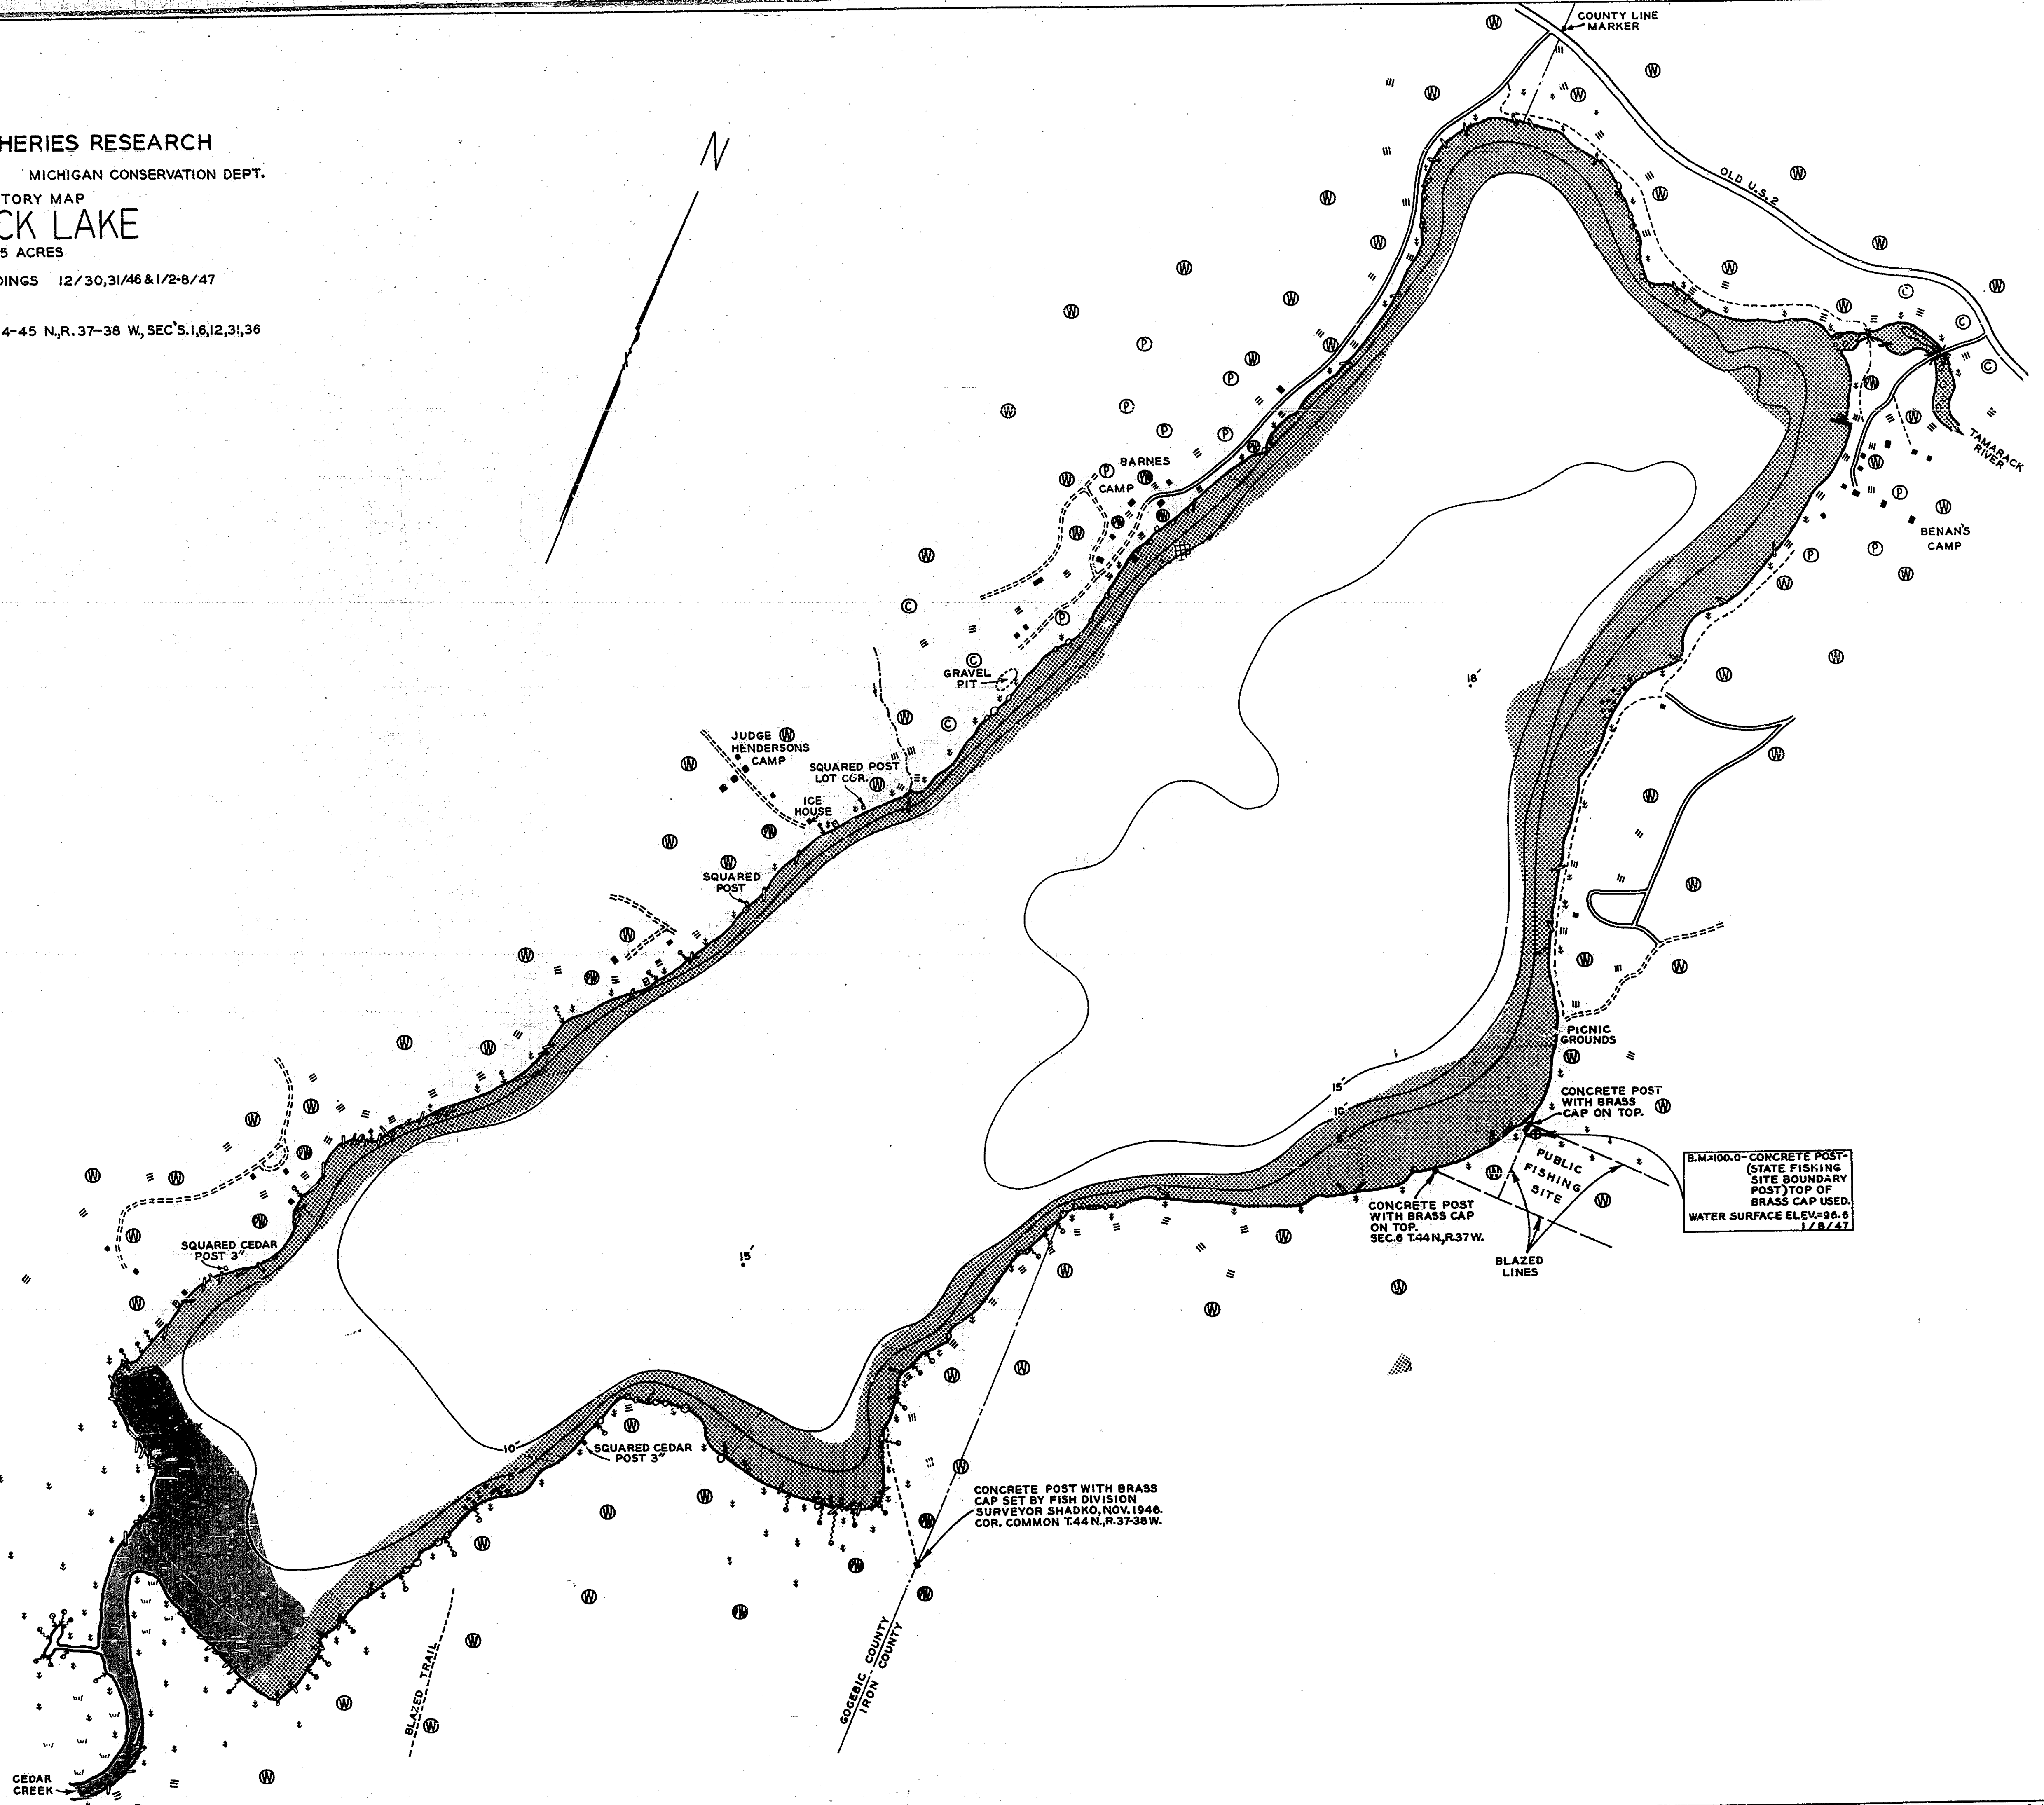 HERIES RESEARCH
MICHIGAN CONSERVATION DEPT.
TORY MAP
CK LAKE
5 ACRES
DINGS 12/30,31/46 & 1/2-8/47
4-45 N., R. 37-38 W., SEC'S. 1,6,12,31,36
N
COUNTY LINE
MARKER
OLD U.S. 2
TAMARACK
RIVER
BENAN'S
CAMP
BARNES
CAMP
GRAVEL
PIT
18'
JUDGE
HENDERSONS
CAMP
SQUARED POST
LOT COR.
ICE
HOUSE
SQUARED
POST
PICNIC
GROUNDS
15'
10'
CONCRETE POST
WITH BRASS
CAP ON TOP.
PUBLIC
FISHING
SITE
B.M.=100.0-CONCRETE POST-
(STATE FISHING
SITE BOUNDARY
POST) TOP OF
BRASS CAP USED.
WATER SURFACE ELEV.=96.6
1/8/47
CONCRETE POST
WITH BRASS CAP
ON TOP.
SEC.6 T.44 N., R.37 W.
BLAZED
LINES
SQUARED CEDAR
POST 3"
15'
10'
5'
SQUARED CEDAR
POST 3"
CONCRETE POST WITH BRASS
CAP SET BY FISH DIVISION
SURVEYOR SHADKO, NOV. 1946.
COR. COMMON T.44 N., R.37-38 W.
GOGEBIC COUNTY
IRON COUNTY
BLAZED TRAIL
CEDAR
CREEK